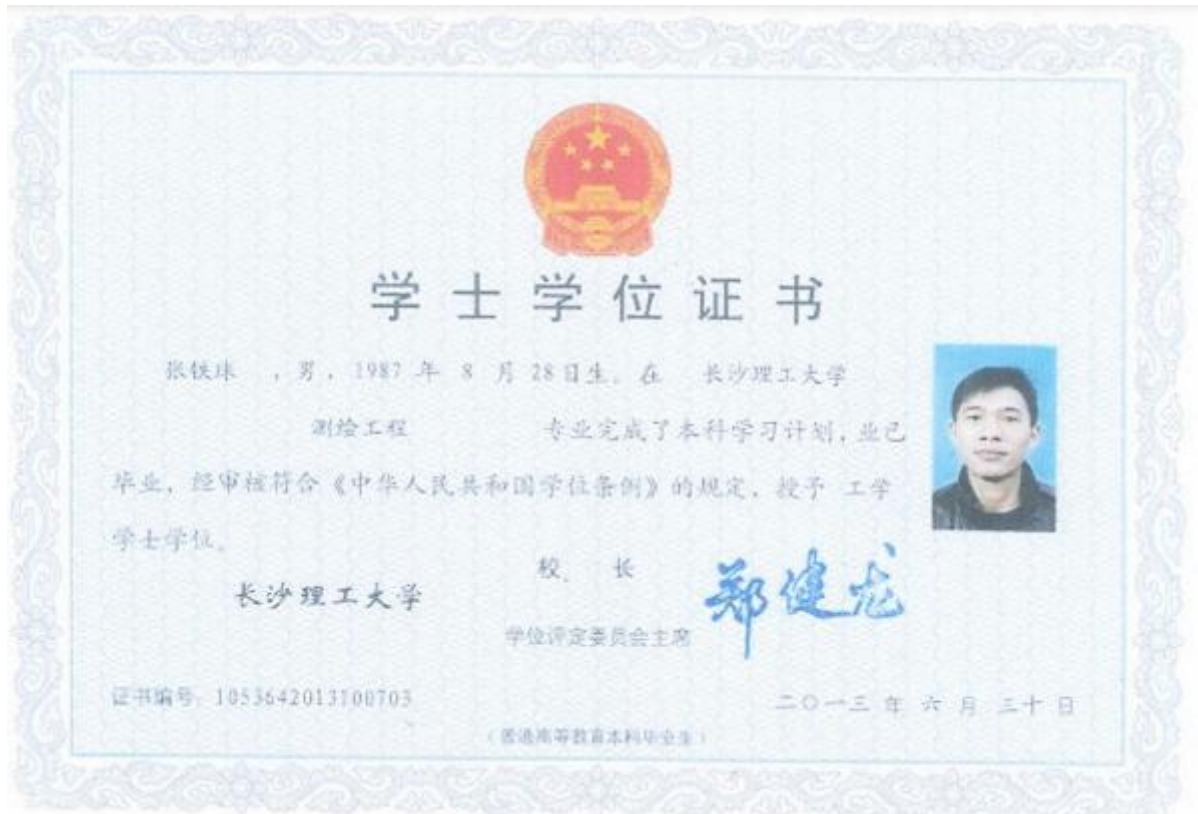 学士学位证书
张铁球 ,男,1987 年 8 月 28日生。在 长沙理工大学
测绘工程 专业完成了本科学习计划,业已
毕业,经审核符合《中华人民共和国学位条例》的规定,授予 工学
学士学位。
长沙理工大学
校 长 郑健龙
学位评定委员会主席
证书编号:1053642013100703
二〇一三 年 六 月 三十 日
(普通高等教育本科毕业生)